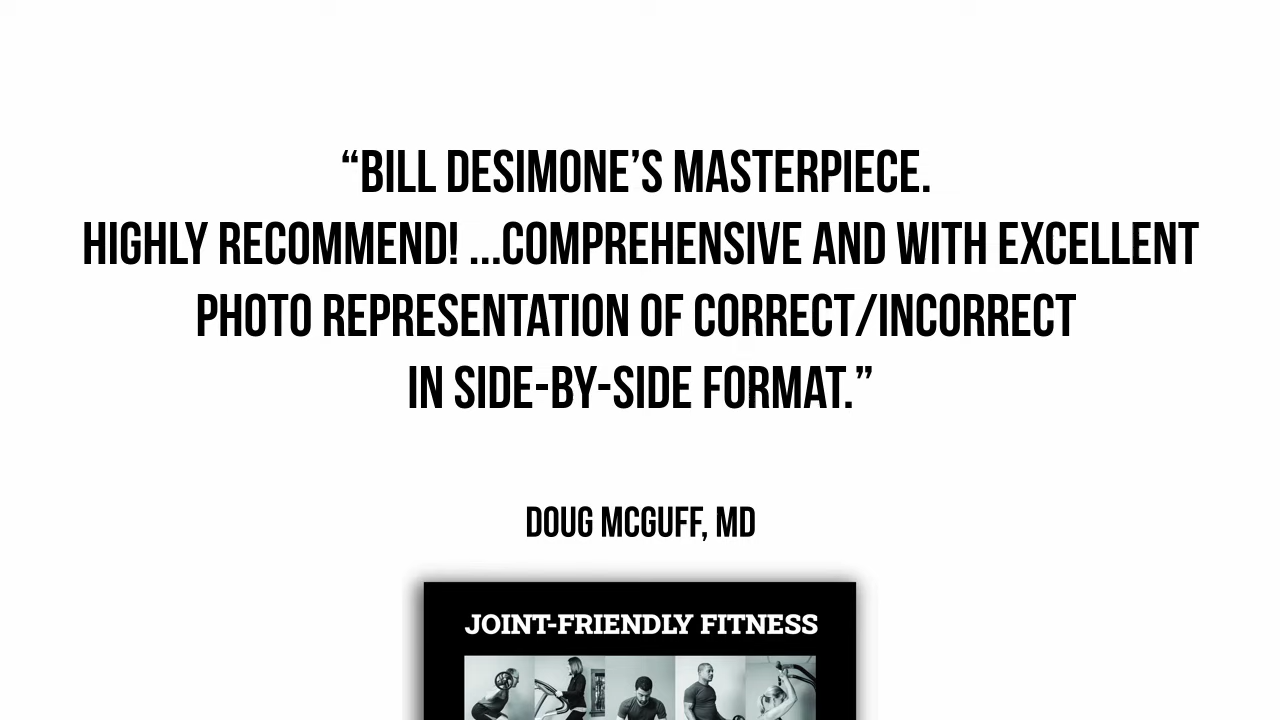 “BILL DESIMONE’S MASTERPIECE.
HIGHLY RECOMMEND! ...COMPREHENSIVE AND WITH EXCELLENT
PHOTO REPRESENTATION OF CORRECT/INCORRECT
IN SIDE-BY-SIDE FORMAT.”
DOUG MCGUFF, MD
JOINT-FRIENDLY FITNESS